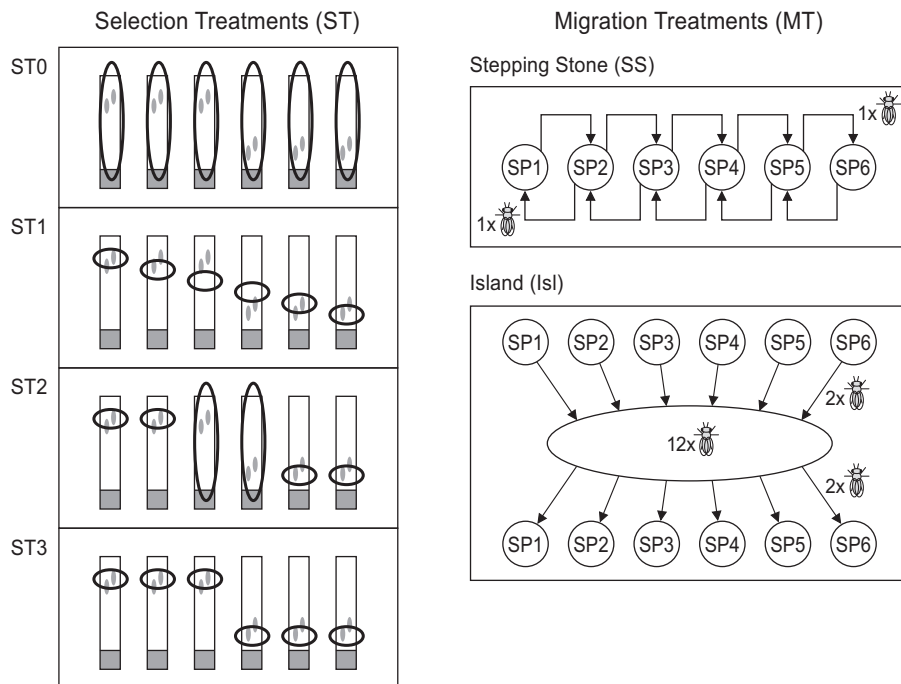 Selection Treatments (ST)
ST0
ST1
ST2
ST3
Migration Treatments (MT)
Stepping Stone (SS)
1x
SP1 SP2 SP3 SP4 SP5 SP6
1x
Island (Isl)
SP1 SP2 SP3 SP4 SP5 SP6
2x
12x
2x
SP1 SP2 SP3 SP4 SP5 SP6